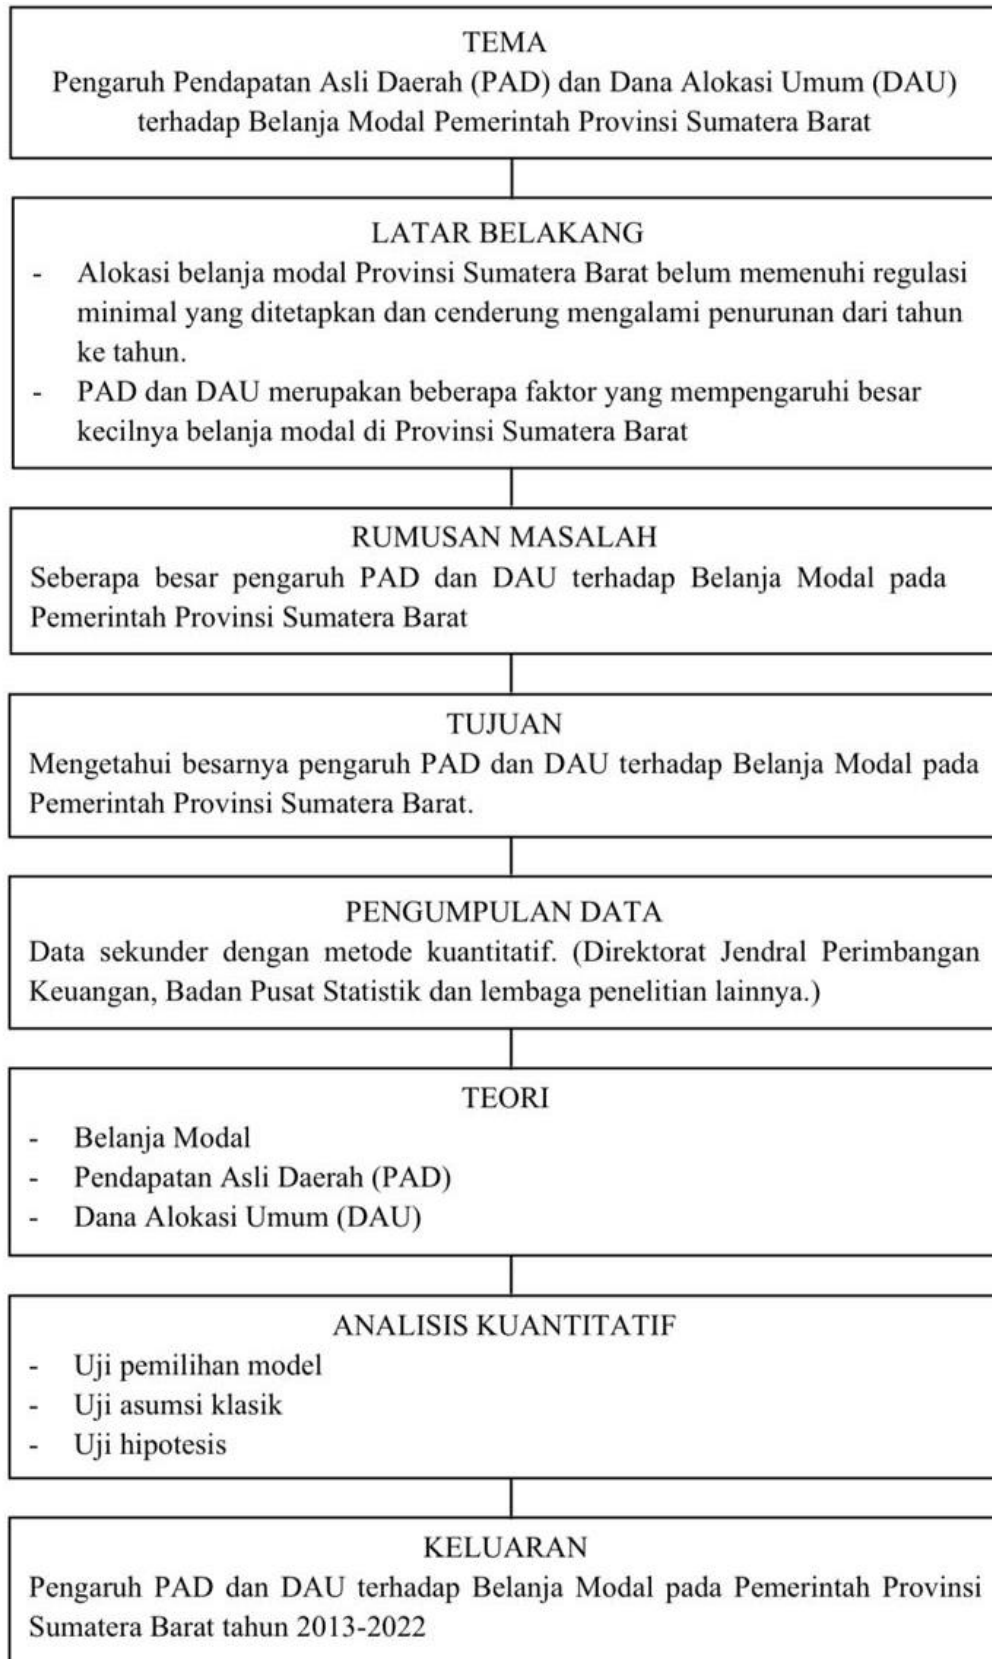 TEMA
Pengaruh Pendapatan Asli Daerah (PAD) dan Dana Alokasi Umum (DAU)
terhadap Belanja Modal Pemerintah Provinsi Sumatera Barat
LATAR BELAKANG
- Alokasi belanja modal Provinsi Sumatera Barat belum memenuhi regulasi
minimal yang ditetapkan dan cenderung mengalami penurunan dari tahun
ke tahun.
- PAD dan DAU merupakan beberapa faktor yang mempengaruhi besar
kecilnya belanja modal di Provinsi Sumatera Barat
RUMUSAN MASALAH
Seberapa besar pengaruh PAD dan DAU terhadap Belanja Modal pada
Pemerintah Provinsi Sumatera Barat
TUJUAN
Mengetahui besarnya pengaruh PAD dan DAU terhadap Belanja Modal pada
Pemerintah Provinsi Sumatera Barat.
PENGUMPULAN DATA
Data sekunder dengan metode kuantitatif. (Direktorat Jendral Perimbangan
Keuangan, Badan Pusat Statistik dan lembaga penelitian lainnya.)
TEORI
- Belanja Modal
- Pendapatan Asli Daerah (PAD)
- Dana Alokasi Umum (DAU)
ANALISIS KUANTITATIF
- Uji pemilihan model
- Uji asumsi klasik
- Uji hipotesis
KELUARAN
Pengaruh PAD dan DAU terhadap Belanja Modal pada Pemerintah Provinsi
Sumatera Barat tahun 2013-2022